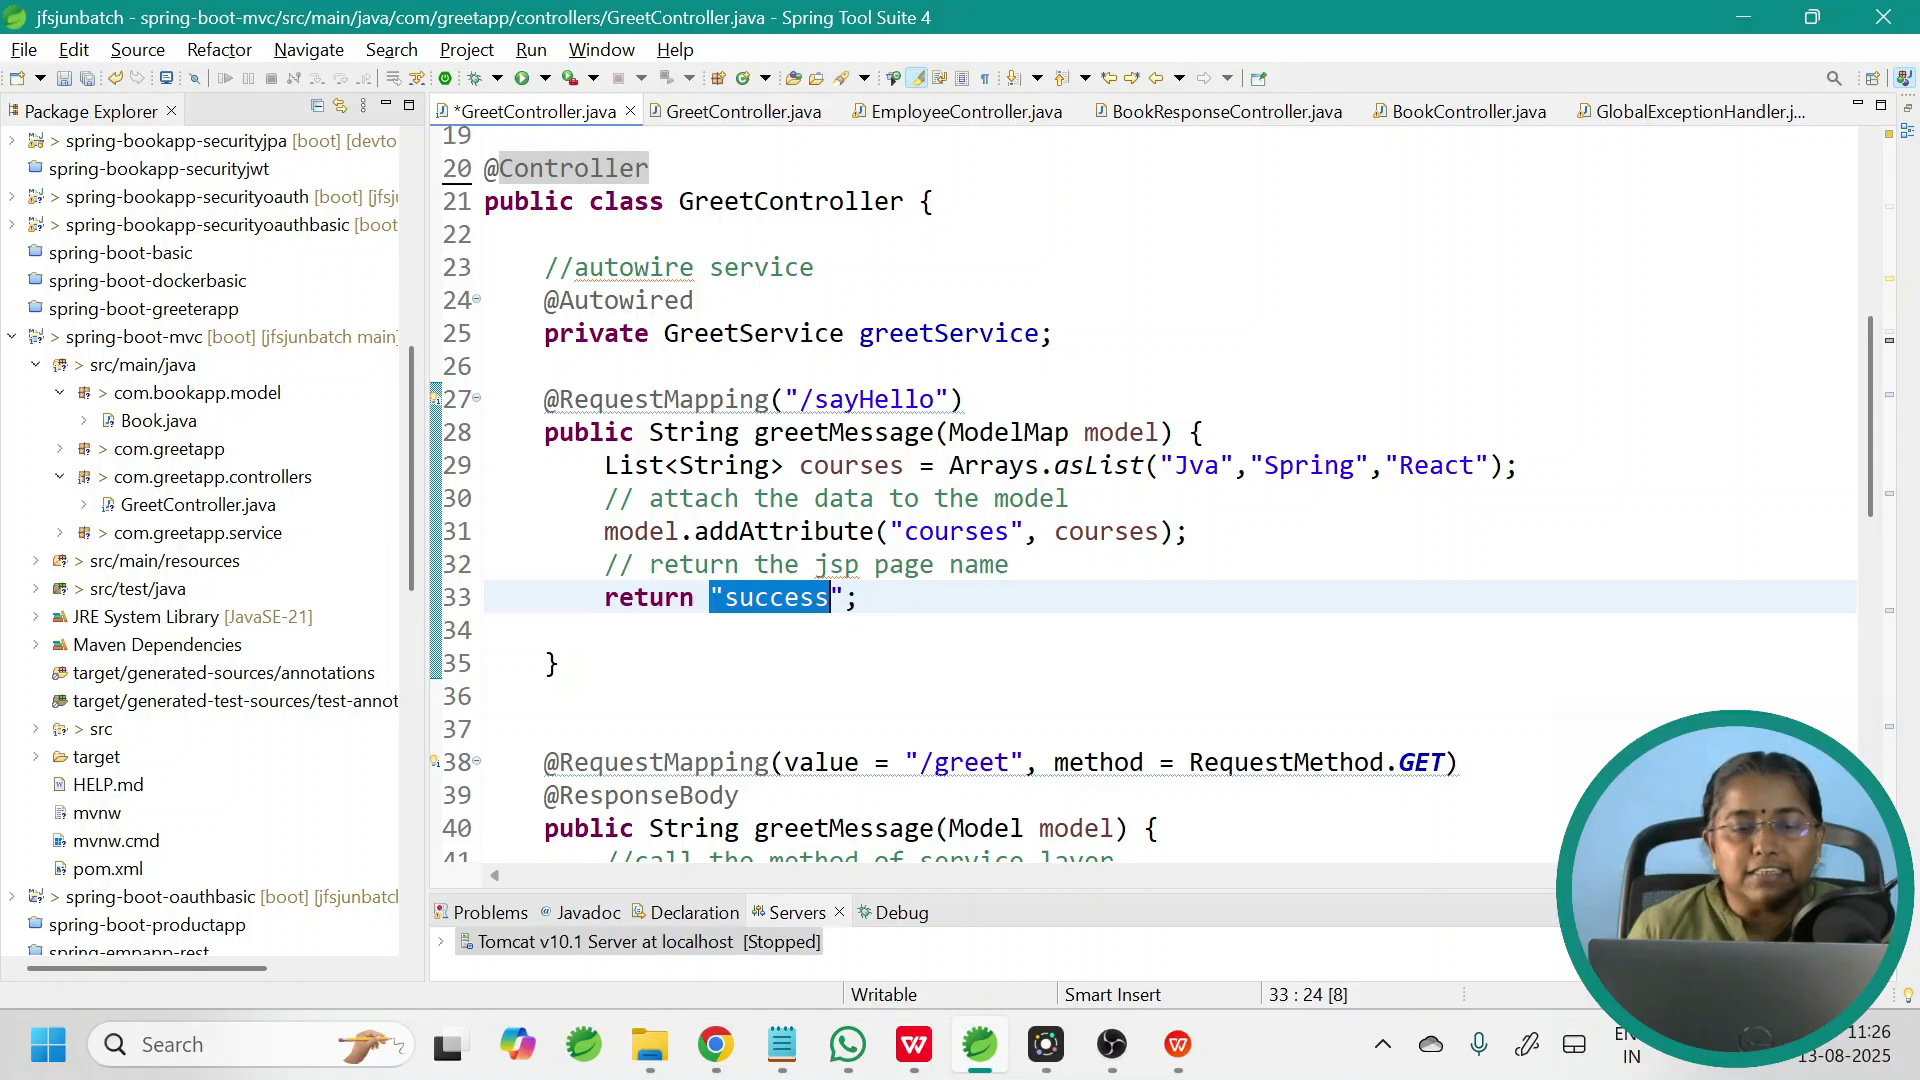 jfsjunbatch - spring-boot-mvc/src/main/java/com/greetapp/controllers/GreetController.java - Spring Tool Suite 4
File Edit Source Refactor Navigate Search Project Run Window Help
Package Explorer
*GreetController.java GreetController.java EmployeeController.java BookResponseController.java BookController.java GlobalExceptionHandler.j...
> spring-bookapp-securityjpa [boot] [devto
spring-bookapp-securityjwt
> spring-bookapp-securityoauth [boot] [jfsju
> spring-bookapp-securityoauthbasic [boot
spring-boot-basic
spring-boot-dockerbasic
spring-boot-greeterapp
> spring-boot-mvc [boot] [jfsjunbatch main]
> src/main/java
> com.bookapp.model
Book.java
> com.greetapp
> com.greetapp.controllers
GreetController.java
> com.greetapp.service
> src/main/resources
> src/test/java
JRE System Library [JavaSE-21]
Maven Dependencies
target/generated-sources/annotations
target/generated-test-sources/test-annot
> src
target
HELP.md
mvnw
mvnw.cmd
pom.xml
> spring-boot-oauthbasic [boot] [jfsjunbatch
spring-boot-productapp
spring-empapp-rest
19
20 @Controller
21 public class GreetController {
22
23 //autowire service
24 @Autowired
25 private GreetService greetService;
26
27 @RequestMapping("/sayHello")
28 public String greetMessage(ModelMap model) {
29 List<String> courses = Arrays.asList("Jva","Spring","React");
30 // attach the data to the model
31 model.addAttribute("courses", courses);
32 // return the jsp page name
33 return "success";
34
35 }
36
37
38 @RequestMapping(value = "/greet", method = RequestMethod.GET)
39 @ResponseBody
40 public String greetMessage(Model model) {
41 //call the method of service layer
Problems Javadoc Declaration Servers Debug
Tomcat v10.1 Server at localhost [Stopped]
Writable Smart Insert 33 : 24 [8]
Search
IN
11:26
13-08-2025